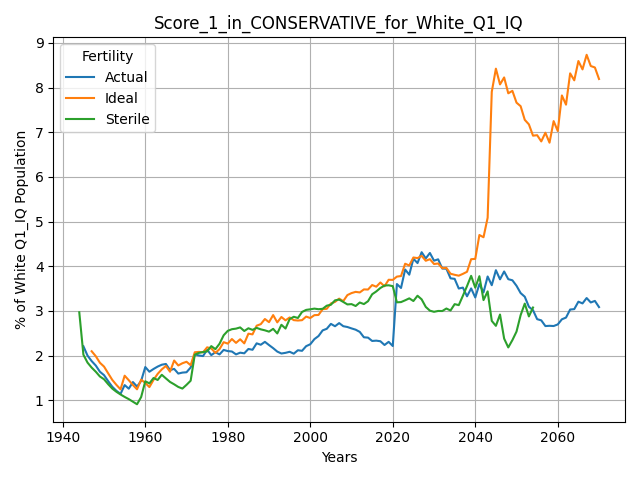 Score_1_in_CONSERVATIVE_for_White_Q1_IQ
Fertility
Actual
Ideal
Sterile
% of White Q1_IQ Population
9
8
7
6
5
4
3
2
1
1940 1960 1980 2000 2020 2040 2060
Years